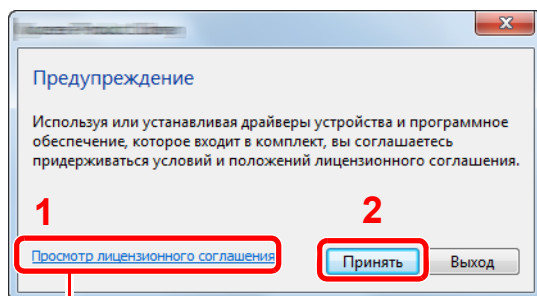 Предупреждение
Используя или устанавливая драйверы устройства и программное
обеспечение, которое входит в комплект, вы соглашаетесь
придерживаться условий и положений лицензионного соглашения.
1
2
Просмотр лицензионного соглашения
Принять
Выход